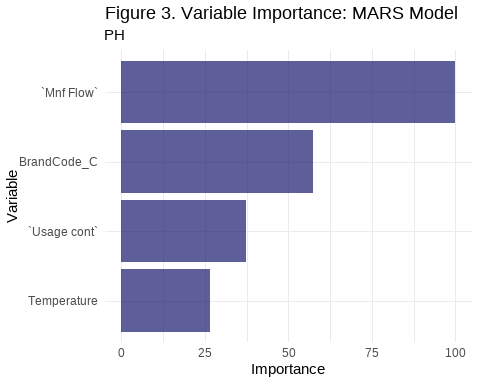 Figure 3. Variable Importance: MARS Model
PH
`Mnf Flow`
BrandCode_C
`Usage cont`
Temperature
Variable
0 25 50 75 100
Importance